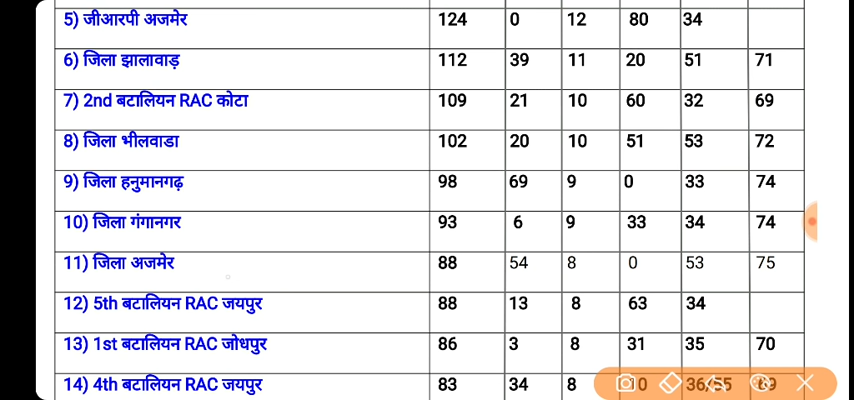 5) जीआरपी अजमेर 124 0 12 80 34
6) जिला झालावाड़ 112 39 11 20 51 71
7) 2nd बटालियन RAC कोटा 109 21 10 60 32 69
8) जिला भीलवाडा 102 20 10 51 53 72
9) जिला हनुमानगढ़ 98 69 9 0 33 74
10) जिला गंगानगर 93 6 9 33 34 74
11) जिला अजमेर 88 54 8 0 53 75
12) 5th बटालियन RAC जयपुर 88 13 8 63 34
13) 1st बटालियन RAC जोधपुर 86 3 8 31 35 70
14) 4th बटालियन RAC जयपुर 83 34 8 10 36/55